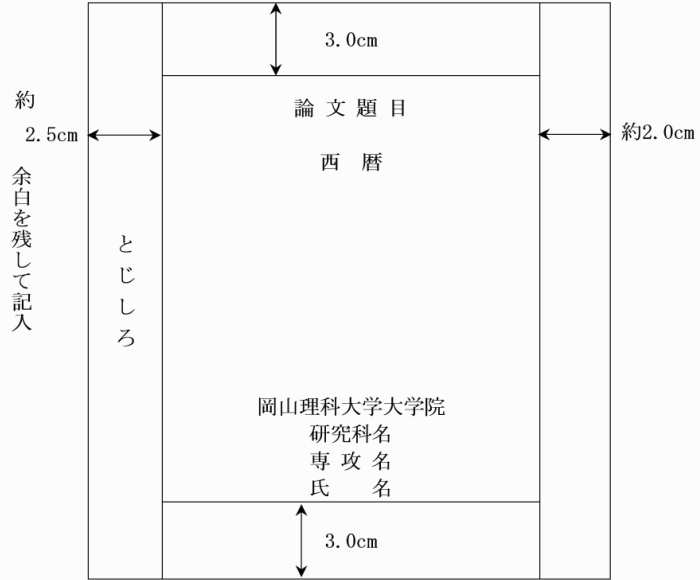 3.0cm
論文題目
西　暦
約
2.5cm
約2.0cm
余白を残して記入
とじしろ
岡山理科大学大学院
研究科名
専 攻 名
氏　　名
3.0cm